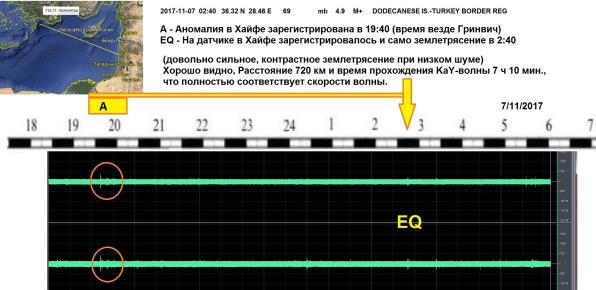 2017-11-07 02:40 36.32 N 28.46 E 69 mb 4.9 M+ DODECANESE IS.-TURKEY BORDER REG
А - Аномалия в Хайфе зарегистрирована в 19:40 (время везде Гринвич)
EQ - На датчике в Хайфе зарегистрировалось и само землетрясение в 2:40
(довольно сильное, контрастное землетрясение при низком шуме)
Хорошо видно, Расстояние 720 км и время прохождения KaY-волны 7 ч 10 мин.,
что полностью соответствует скорости волны.
A
7/11/2017
18 19 20 21 22 23 24 1 2 3 4 5 6 7
EQ